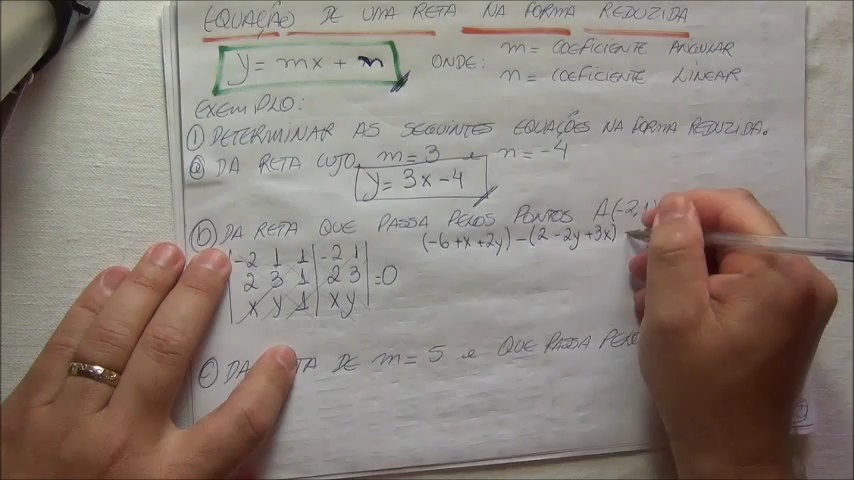 EQUAÇÃO DE UMA RETA NA FORMA REDUZIDA
y = mx + n ONDE: m = COEFICIENTE ANGULAR
n = COEFICIENTE LINEAR
EXEMPLO:
① DETERMINAR AS SEGUINTES EQUAÇÕES NA FORMA REDUZIDA.
ⓐ DA RETA CUJO m = 3 e n = -4
y = 3x - 4
ⓑ DA RETA QUE PASSA PELOS PONTOS A(-2,1)
(-6+x+2y) - (2-2y+3x)
-2 1 1 -2 1
2 3 1 2 3 = 0
x y 1 x y
ⓒ DA RETA DE m = 5 e QUE PASSA